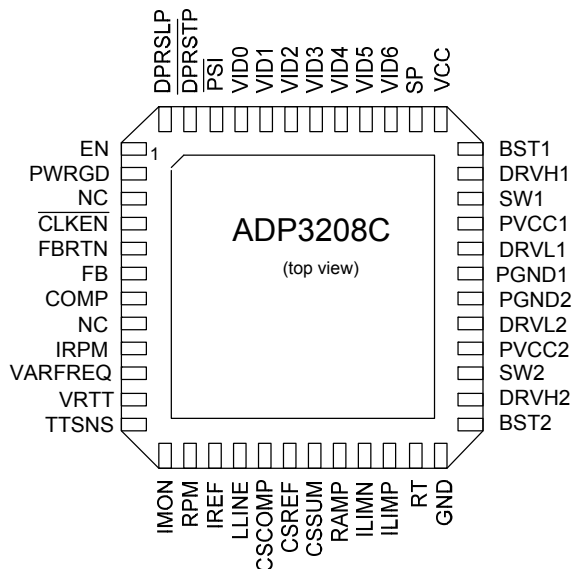 DPRSLP
DPRSTP
PSI
VID0
VID1
VID2
VID3
VID4
VID5
VID6
SP
VCC
EN
PWRGD
NC
CLKEN
FBRTN
FB
COMP
NC
IRPM
VARFREQ
VRTT
TTSNS
1
ADP3208C
(top view)
BST1
DRVH1
SW1
PVCC1
DRVL1
PGND1
PGND2
DRVL2
PVCC2
SW2
DRVH2
BST2
IMON
RPM
IREF
LLINE
CSCOMP
CSREF
CSSUM
RAMP
ILIMN
ILIMP
RT
GND